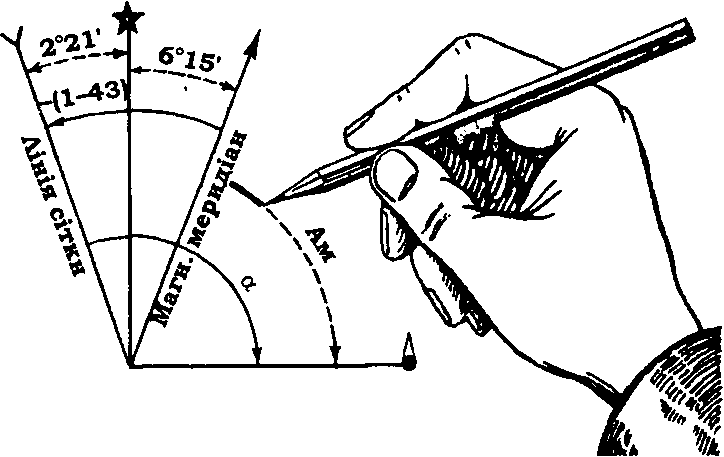 2°21'
6°15'
-(1-43)
Лінія сітки
Магн. меридіан
α
Ам